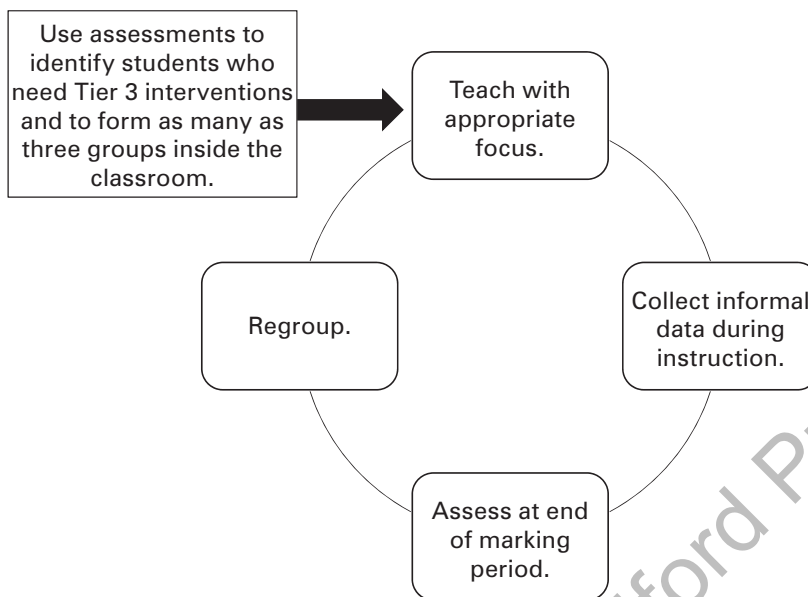 Use assessments to
identify students who
need Tier 3 interventions
and to form as many as
three groups inside the
classroom.
Teach with
appropriate
focus.
Collect informal
data during
instruction.
Assess at end
of marking
period.
Regroup.